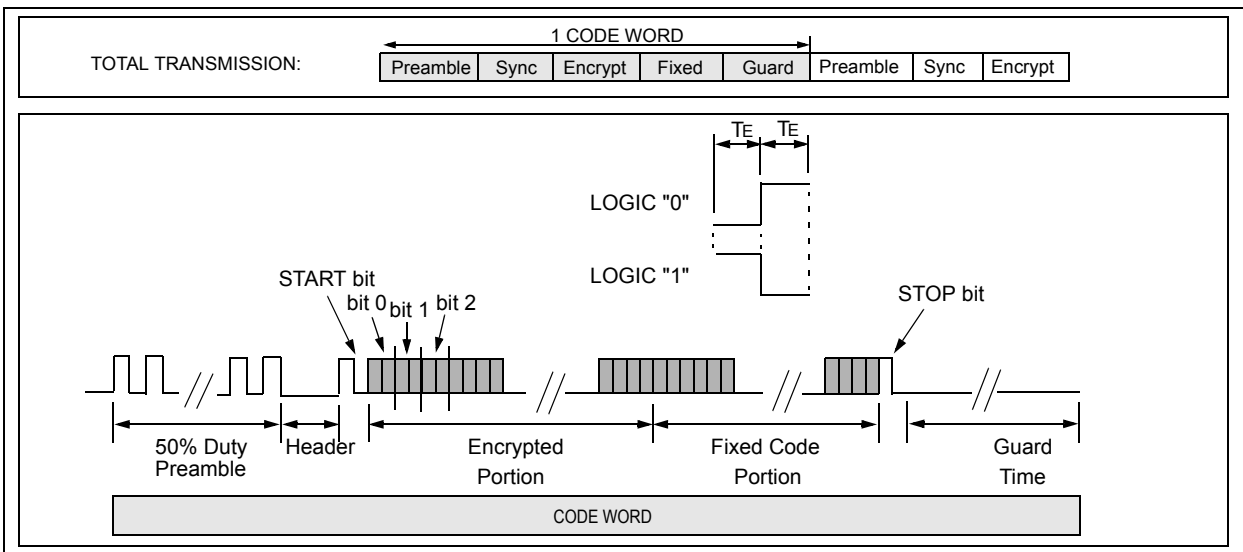 1 CODE WORD
TOTAL TRANSMISSION:
Preamble Sync Encrypt Fixed Guard Preamble Sync Encrypt
TE TE
LOGIC "0"
LOGIC "1"
START bit
bit 0 bit 1 bit 2
STOP bit
50% Duty
Preamble
Header
Encrypted
Portion
Fixed Code
Portion
Guard
Time
CODE WORD